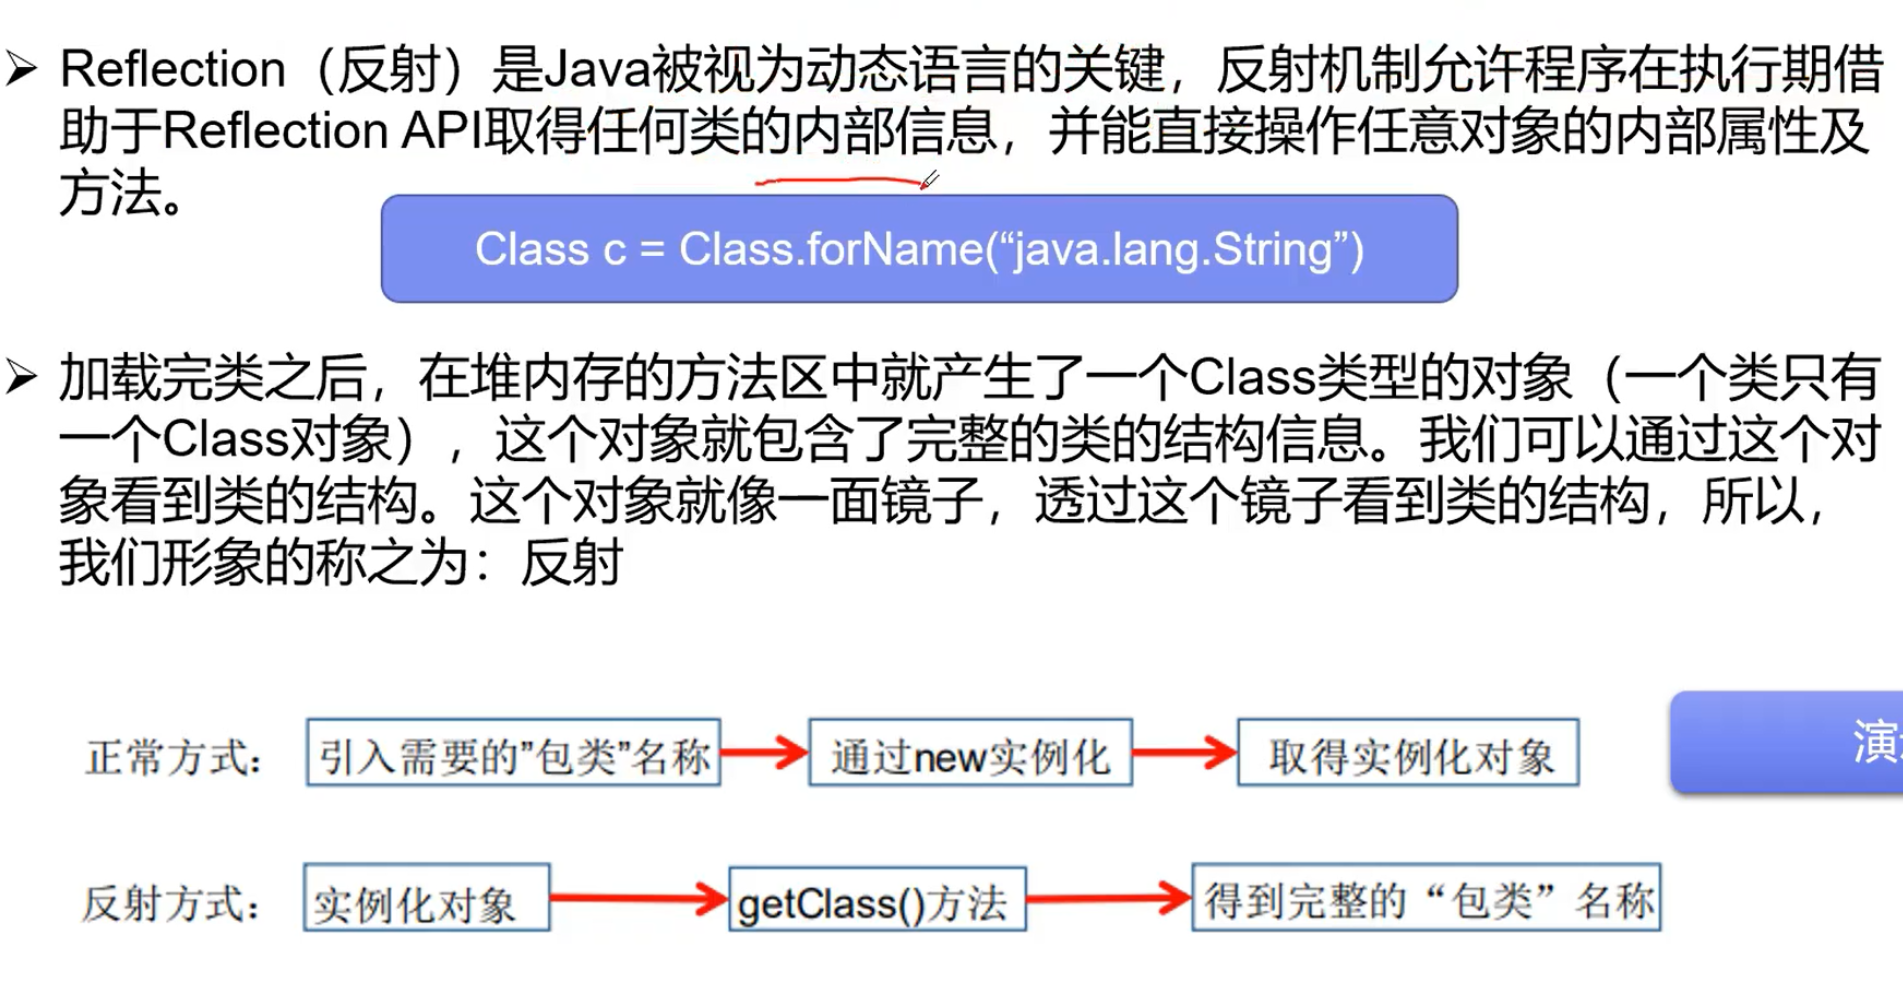 Reflection（反射）是Java被视为动态语言的关键，反射机制允许程序在执行期借
助于Reflection API取得任何类的内部信息，并能直接操作任意对象的内部属性及
方法。
Class c = Class.forName(“java.lang.String”)
加载完类之后，在堆内存的方法区中就产生了一个Class类型的对象（一个类只有
一个Class对象），这个对象就包含了完整的类的结构信息。我们可以通过这个对
象看到类的结构。这个对象就像一面镜子，透过这个镜子看到类的结构，所以，
我们形象的称之为：反射
正常方式： 引入需要的”包类”名称 通过new实例化 取得实例化对象
演
反射方式： 实例化对象 getClass()方法 得到完整的“包类”名称